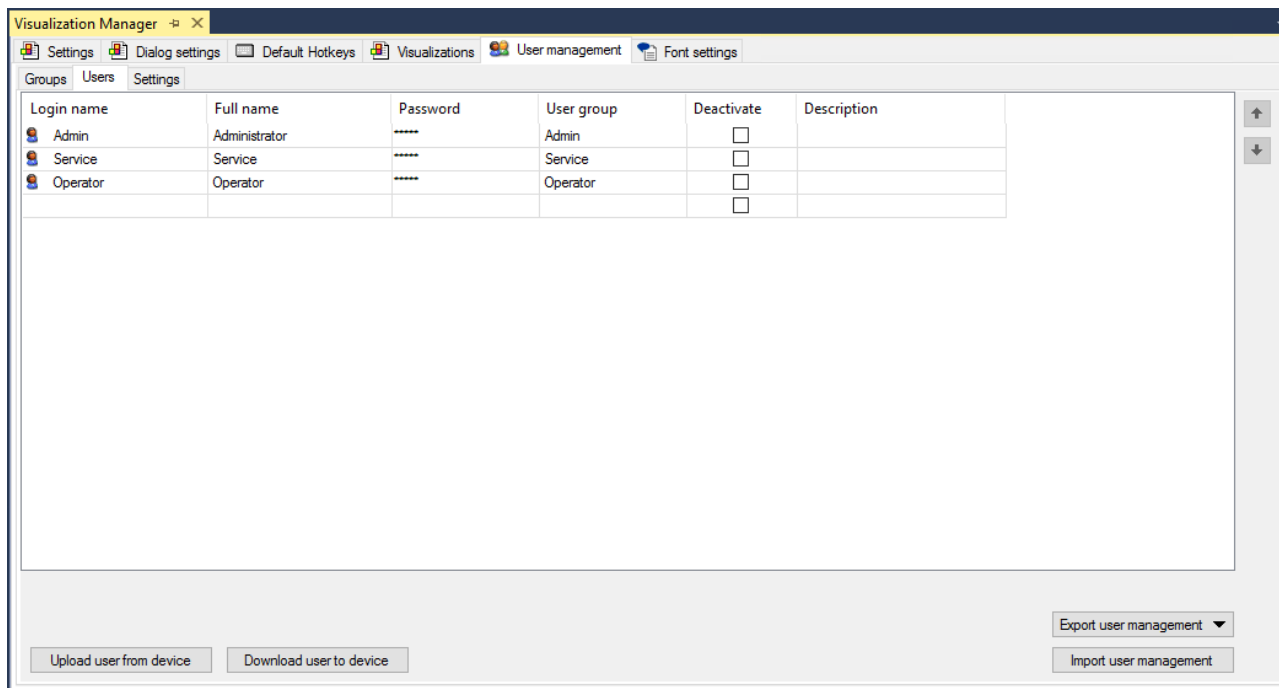 Visualization Manager
Settings Dialog settings Default Hotkeys Visualizations User management Font settings
Groups Users Settings
Login name Full name Password User group Deactivate Description
Admin Administrator ***** Admin
Service Service ***** Service
Operator Operator ***** Operator
Export user management
Upload user from device Download user to device Import user management